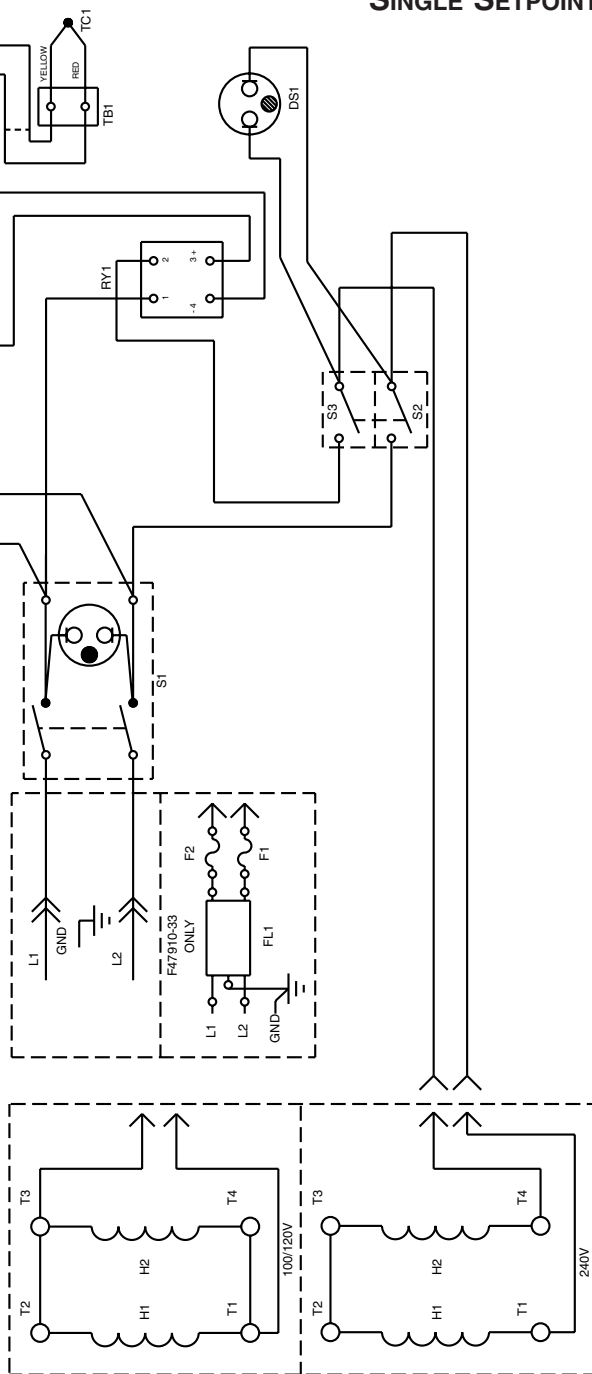 SINGLE SETPOINT
TC1
YELLOW
RED
TB1
DS1
RY1
2
3 +
1
- 4
S3
S2
S1
L1
GND
L2
F47910-33
ONLY
F2
F1
FL1
L1
L2
GND
T3
T4
T2
H2
H1
T1
100/120V
T3
T4
T2
H2
H1
T1
240V